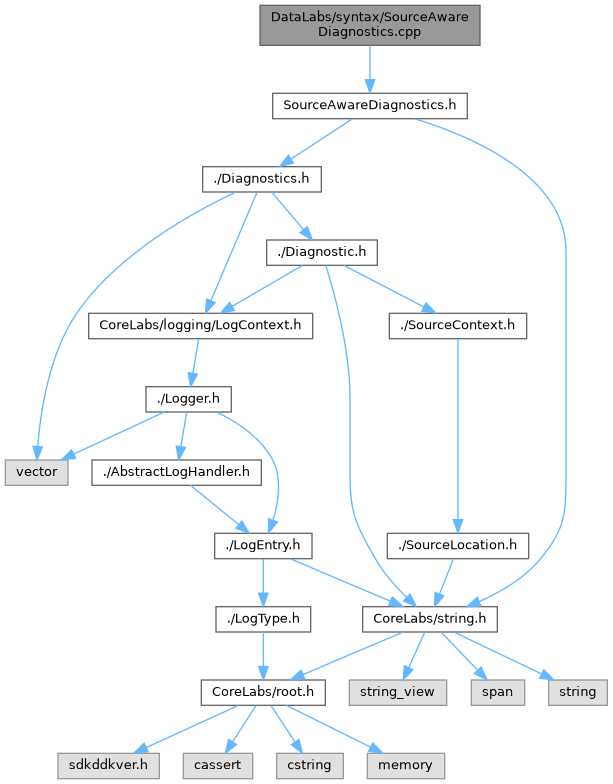 DataLabs/syntax/SourceAware
Diagnostics.cpp
SourceAwareDiagnostics.h
./Diagnostics.h
./Diagnostic.h
CoreLabs/logging/LogContext.h
./SourceContext.h
./Logger.h
vector
./AbstractLogHandler.h
./LogEntry.h
./SourceLocation.h
./LogType.h
CoreLabs/string.h
CoreLabs/root.h
string_view
span
string
sdkddkver.h
cassert
cstring
memory